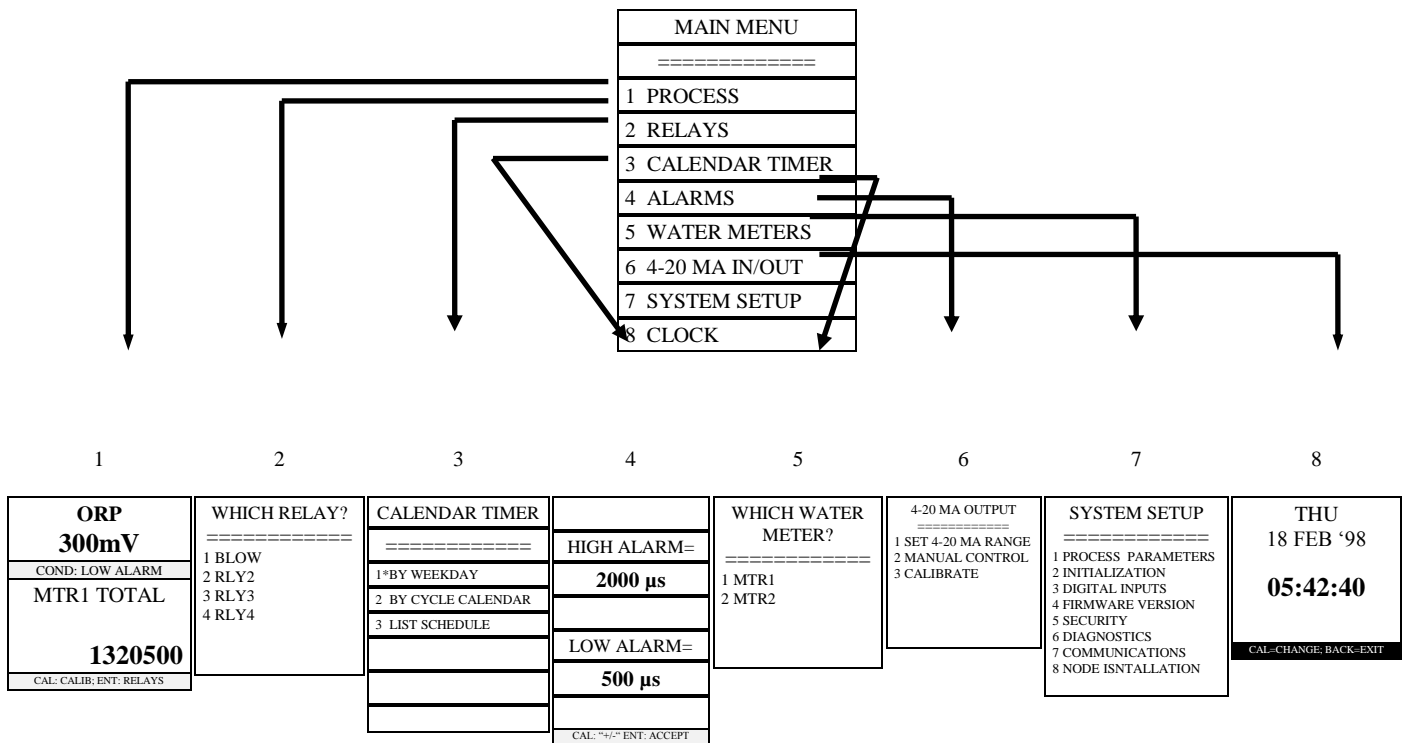 MAIN MENU
=============
1 PROCESS
2 RELAYS
3 CALENDAR TIMER
4 ALARMS
5 WATER METERS
6 4-20 MA IN/OUT
7 SYSTEM SETUP
8 CLOCK
1 2 3 4 5 6 7 8
ORP
300mV
COND: LOW ALARM
MTR1 TOTAL
1320500
CAL: CALIB; ENT: RELAYS
WHICH RELAY?
=============
1 BLOW
2 RLY2
3 RLY3
4 RLY4
CALENDAR TIMER
=============
1*BY WEEKDAY
2 BY CYCLE CALENDAR
3 LIST SCHEDULE
HIGH ALARM=
2000 µs
LOW ALARM=
500 µs
CAL: “+/-“ ENT: ACCEPT
WHICH WATER
METER?
=============
1 MTR1
2 MTR2
4-20 MA OUTPUT
============
1 SET 4-20 MA RANGE
2 MANUAL CONTROL
3 CALIBRATE
SYSTEM SETUP
=============
1 PROCESS PARAMETERS
2 INITIALIZATION
3 DIGITAL INPUTS
4 FIRMWARE VERSION
5 SECURITY
6 DIAGNOSTICS
7 COMMUNICATIONS
8 NODE ISNTALLATION
THU
18 FEB ‘98
05:42:40
CAL=CHANGE; BACK=EXIT